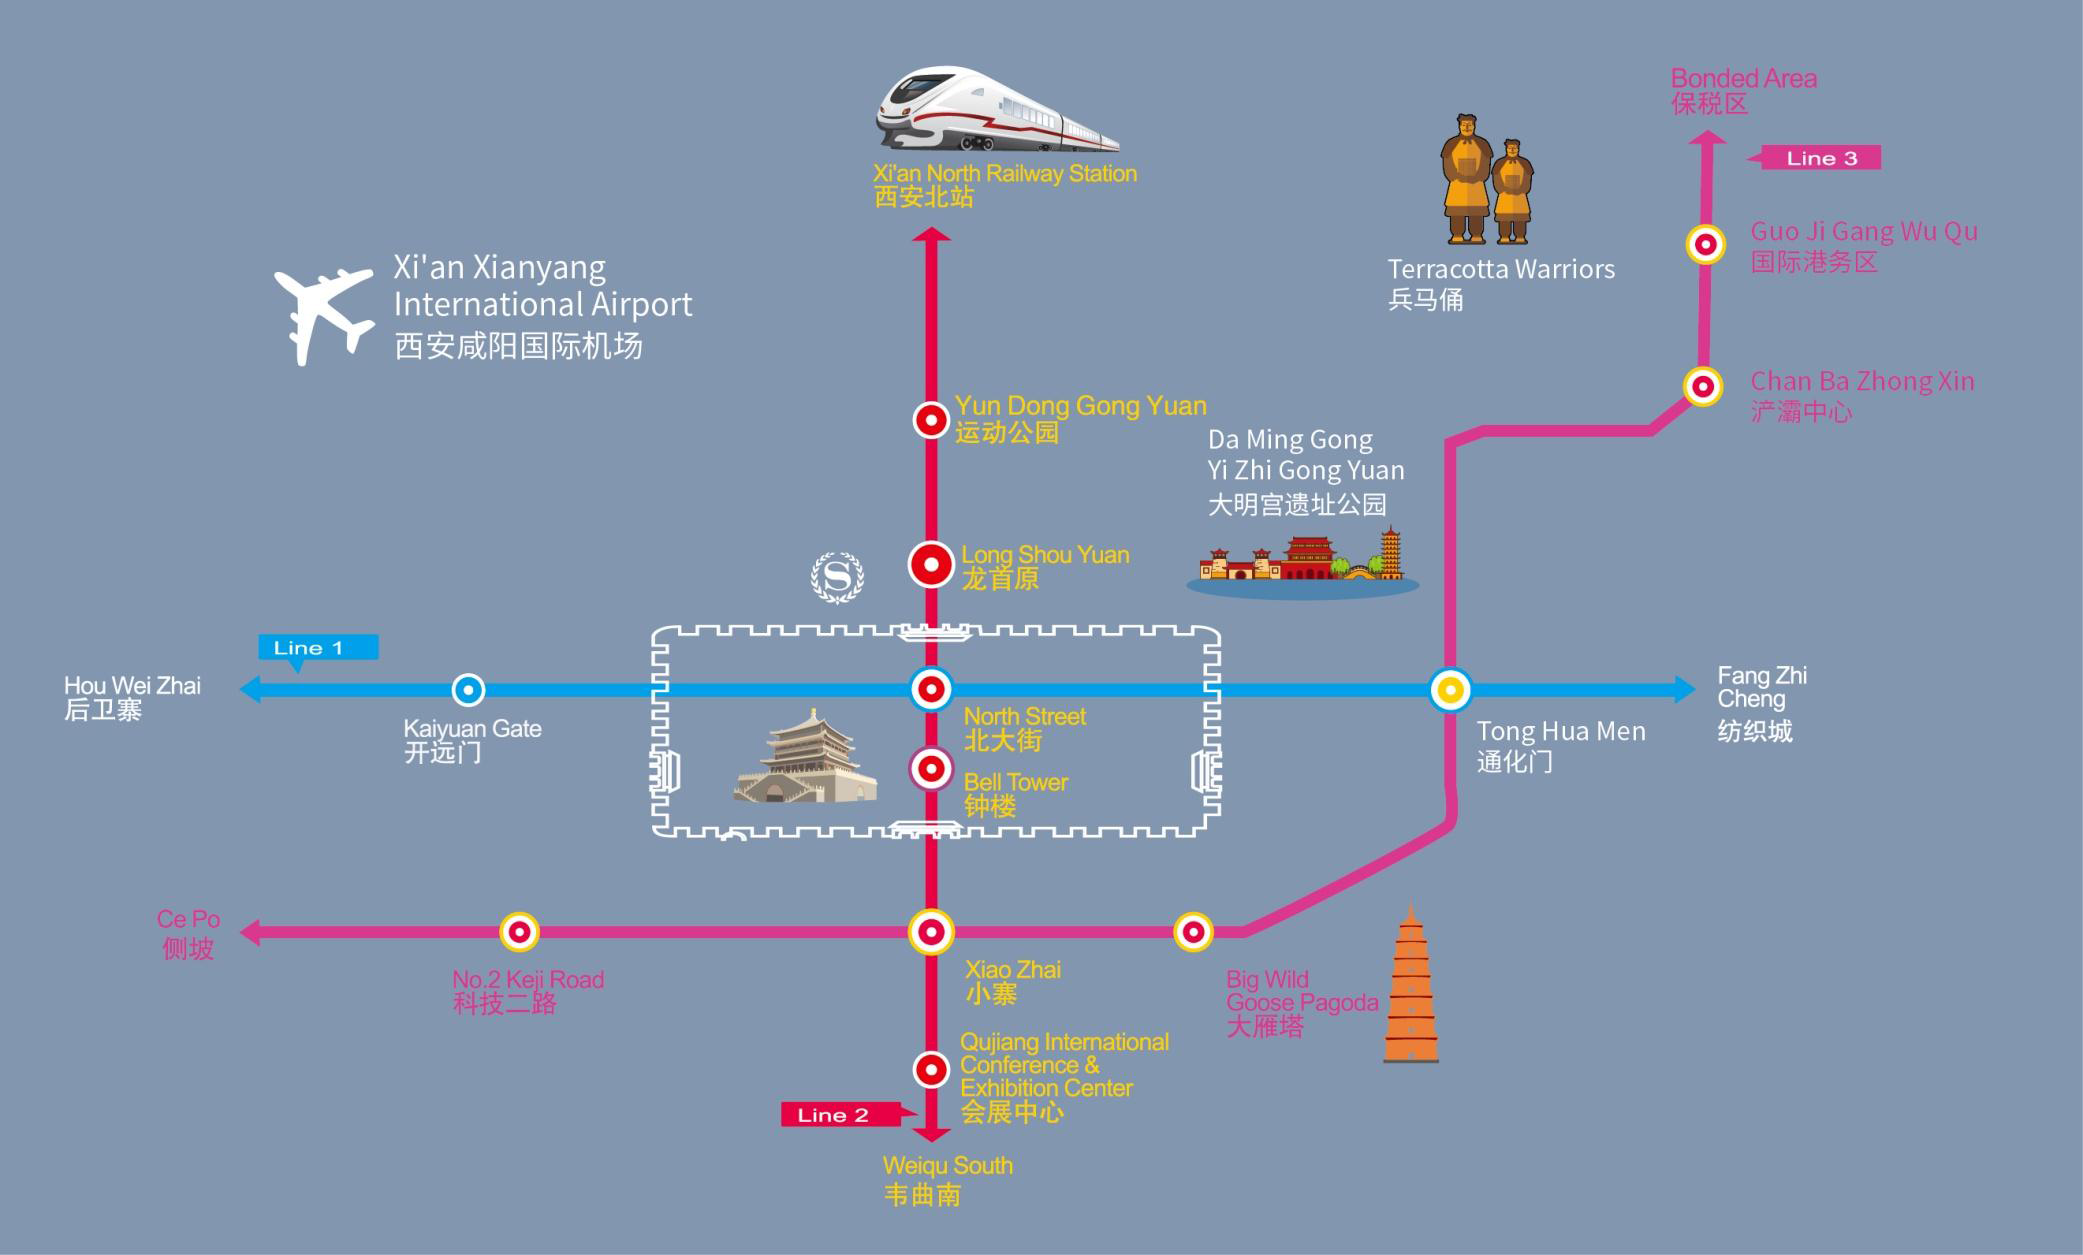 Xi'an North Railway Station
西安北站
Bonded Area
保税区
Line 3
Guo Ji Gang Wu Qu
国际港务区
Terracotta Warriors
兵马俑
Xi'an Xianyang
International Airport
西安咸阳国际机场
Chan Ba Zhong Xin
浐灞中心
Yun Dong Gong Yuan
运动公园
Da Ming Gong
Yi Zhi Gong Yuan
大明宫遗址公园
S
Long Shou Yuan
龙首原
Line 1
Hou Wei Zhai
后卫寨
Kaiyuan Gate
开远门
North Street
北大街
Bell Tower
钟楼
Fang Zhi
Cheng
纺织城
Tong Hua Men
通化门
Ce Po
侧坡
No.2 Keji Road
科技二路
Xiao Zhai
小寨
Big Wild
Goose Pagoda
大雁塔
Qujiang International
Conference &
Exhibition Center
会展中心
Line 2
Weiqu South
韦曲南